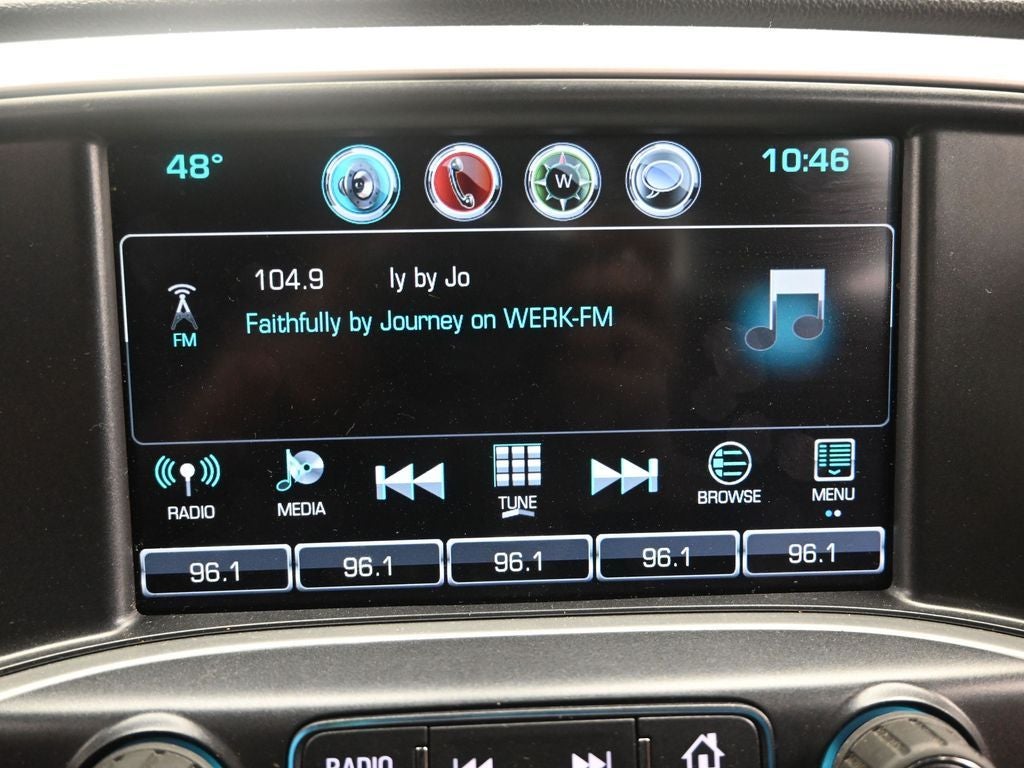 48°
W
10:46
104.9 ly by Jo
FM
Faithfully by Journey on WERK-FM
RADIO
MEDIA
TUNE
BROWSE
MENU
96.1
96.1
96.1
96.1
96.1
RADIO